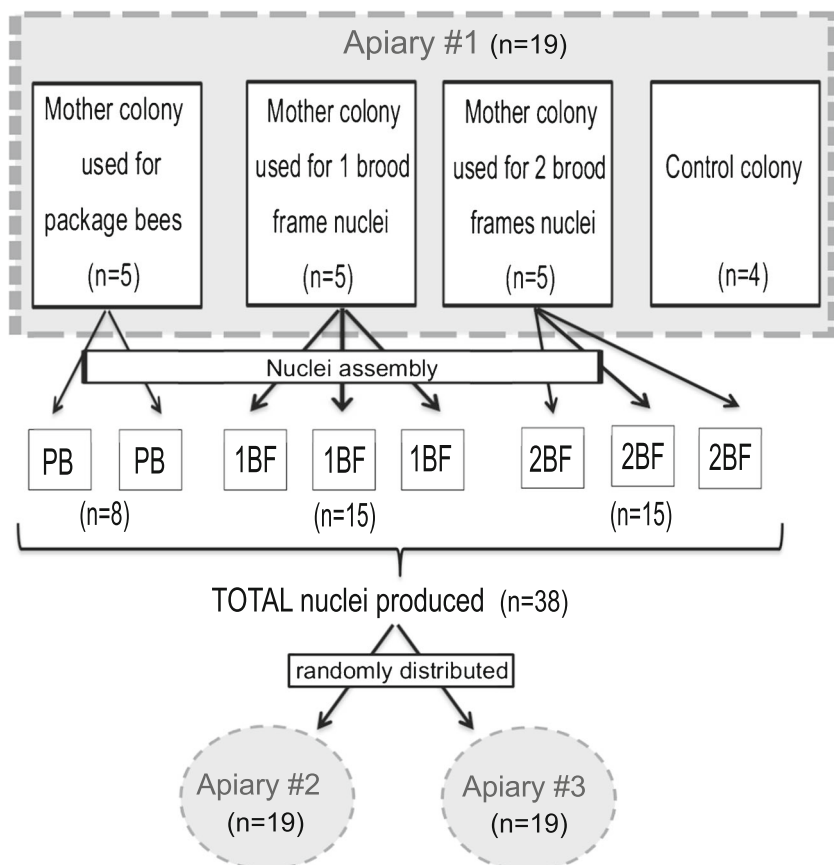 Apiary #1 (n=19)
Mother colony
used for
package bees
(n=5)
Mother colony
used for 1 brood
frame nuclei
(n=5)
Mother colony
used for 2 brood
frames nuclei
(n=5)
Control colony
(n=4)
Nuclei assembly
PB
PB
1BF
1BF
1BF
2BF
2BF
2BF
(n=8)
(n=15)
(n=15)
TOTAL nuclei produced (n=38)
randomly distributed
Apiary #2
(n=19)
Apiary #3
(n=19)